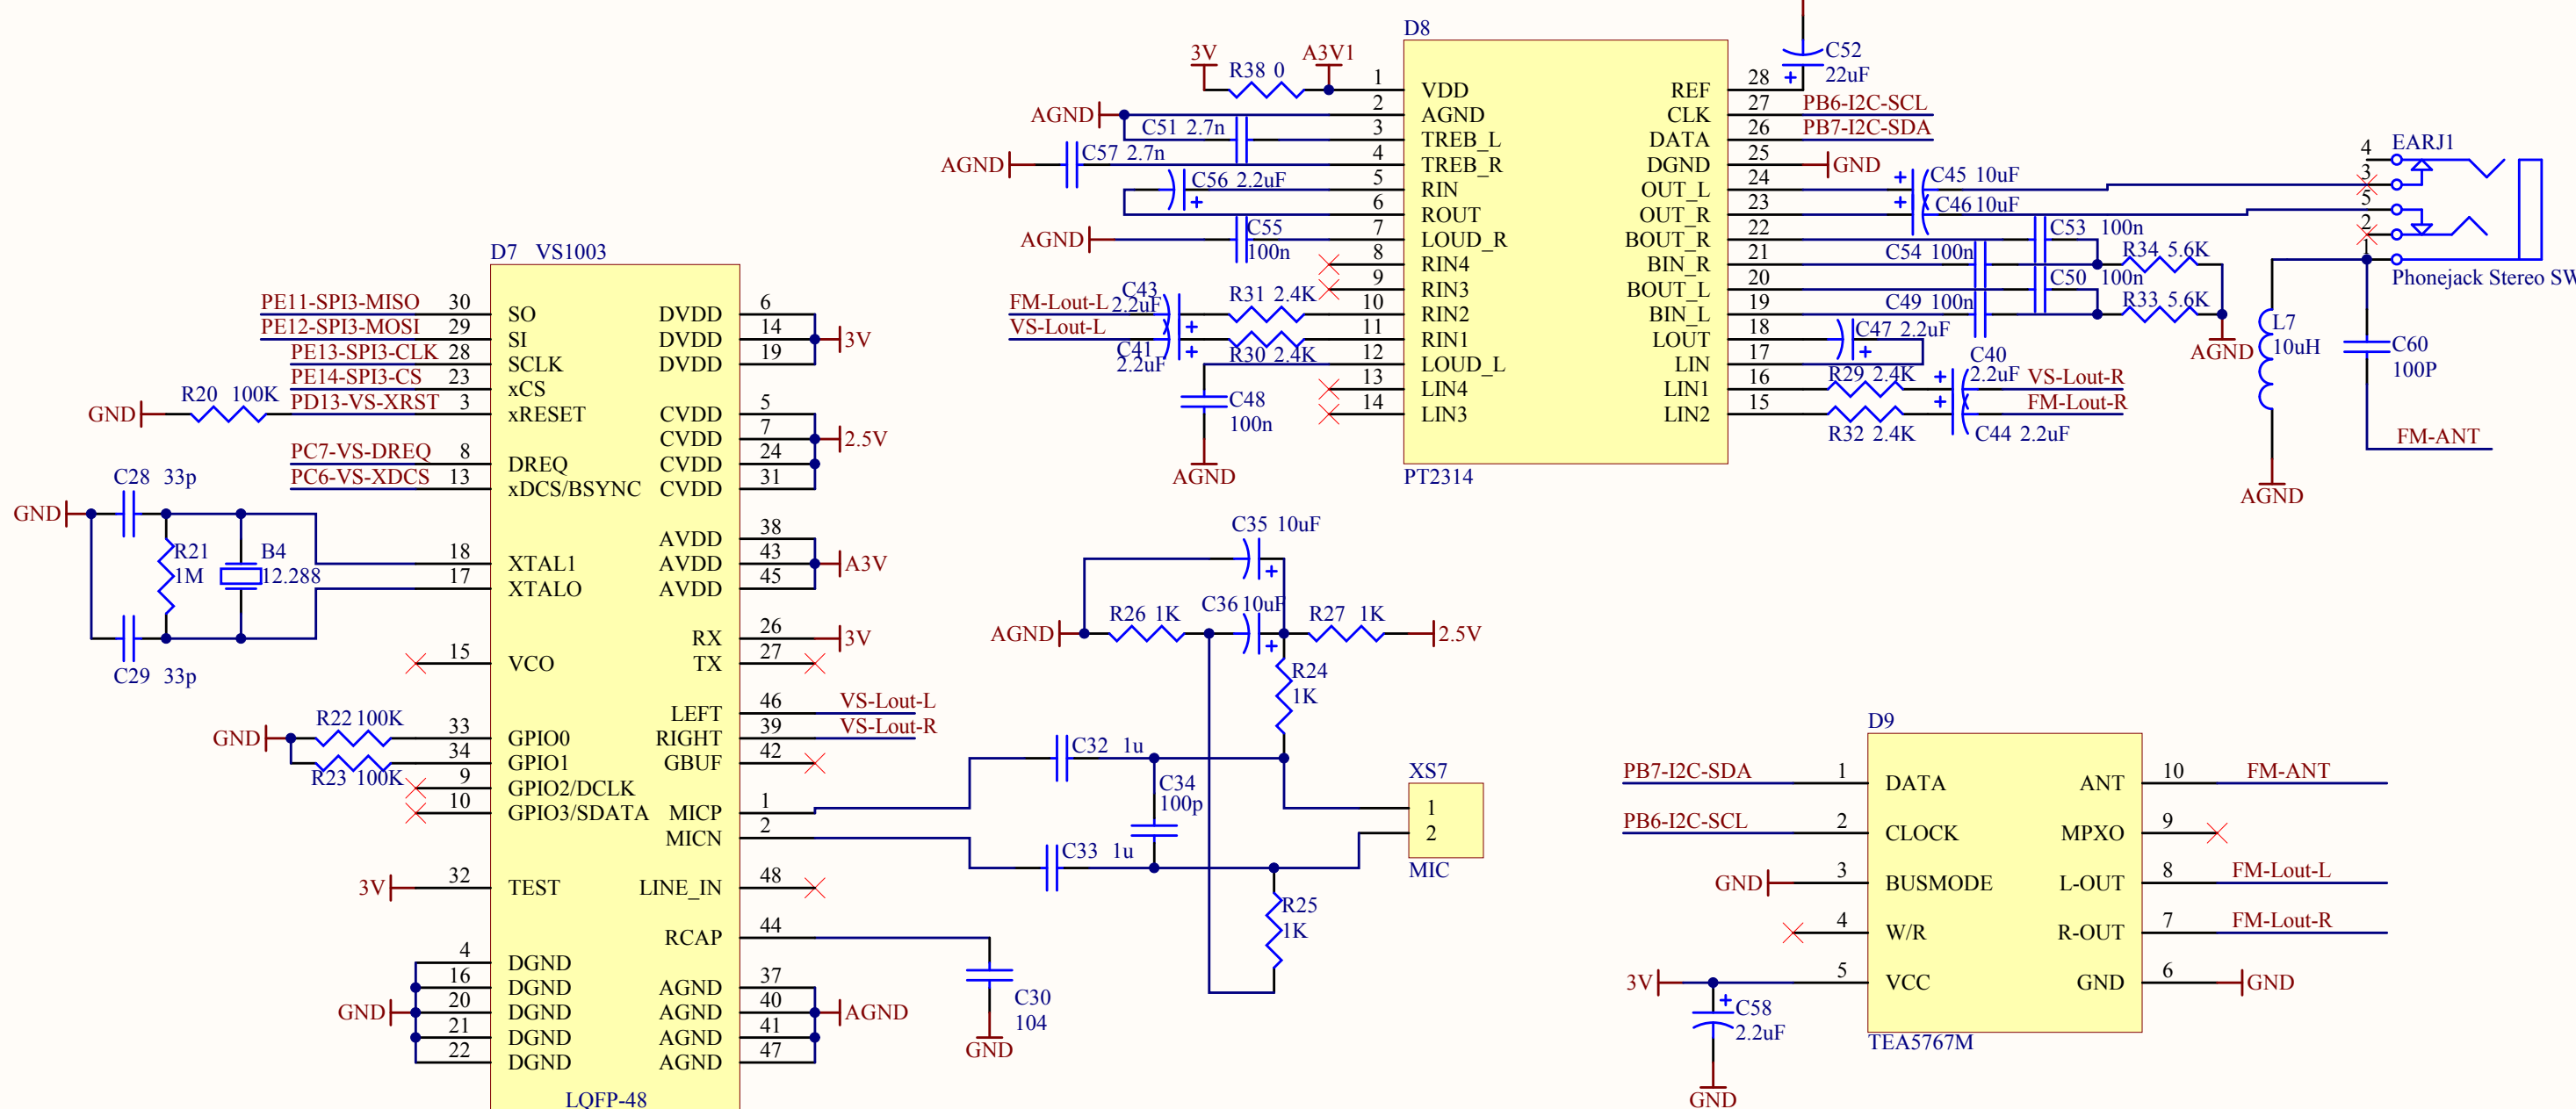 D7 VS1003
PE11-SPI3-MISO 30 SO
PE12-SPI3-MOSI 29 SI
PE13-SPI3-CLK 28 SCLK
PE14-SPI3-CS 23 xCS
GND R20 100K PD13-VS-XRST 3 xRESET
PC7-VS-DREQ 8 DREQ
PC6-VS-XDCS 13 xDCS/BSYNC
C28 33p
GND
18 XTAL1
R21 1M
B4 12.288
17 XTALO
C29 33p
15 VCO
GND R22 100K 33 GPIO0
R23 100K 34 GPIO1
9 GPIO2/DCLK
10 GPIO3/SDATA
3V 32 TEST
4 DGND
16 DGND
GND 20 DGND
21 DGND
22 DGND
LQFP-48
DVDD 6
DVDD 14 3V
DVDD 19
CVDD 5
CVDD 7 2.5V
CVDD 24
CVDD 31
AVDD 38
AVDD 43 A3V
AVDD 45
RX 26 3V
TX 27
LEFT 46 VS-Lout-L
RIGHT 39 VS-Lout-R
GBUF 42
MICP 1
MICN 2
LINE_IN 48
RCAP 44
AGND 37
AGND 40 AGND
AGND 41
AGND 47
C30
104
GND
C35 10uF
AGND R26 1K C36 10uF R27 1K 2.5V
R24
1K
C32 1u
C34
100p
C33 1u
R25
1K
XS7
1
2
MIC
D8
3V R38 0 A3V1 1 VDD
AGND 2 AGND
C51 2.7n 3 TREB_L
AGND C57 2.7n 4 TREB_R
C56 2.2uF 5 RIN
6 ROUT
AGND C55 100n 7 LOUD_R
8 RIN4
9 RIN3
FM-Lout-L C43 2.2uF R31 2.4K 10 RIN2
VS-Lout-L C41 2.2uF R30 2.4K 11 RIN1
12 LOUD_L
13 LIN4
14 LIN3
C48
100n
AGND
PT2314
C52
22uF
REF 28
CLK 27 PB6-I2C-SCL
DATA 26 PB7-I2C-SDA
DGND 25 GND
OUT_L 24 C45 10uF
OUT_R 23 C46 10uF
BOUT_R 22 C53 100n
BIN_R 21 C54 100n R34 5.6K
BOUT_L 20 C50 100n
BIN_L 19 C49 100n R33 5.6K
AGND
LOUT 18 C47 2.2uF
LIN 17
LIN1 16 R29 2.4K C40 2.2uF VS-Lout-R
LIN2 15 R32 2.4K C44 2.2uF FM-Lout-R
EARJ1
4
3
5
2
1
Phonejack Stereo SW
L7
10uH
AGND
C60
100P
FM-ANT
D9
PB7-I2C-SDA 1 DATA
PB6-I2C-SCL 2 CLOCK
GND 3 BUSMODE
4 W/R
3V 5 VCC
C58
2.2uF
GND
ANT 10 FM-ANT
MPXO 9
L-OUT 8 FM-Lout-L
R-OUT 7 FM-Lout-R
GND 6 GND
TEA5767M